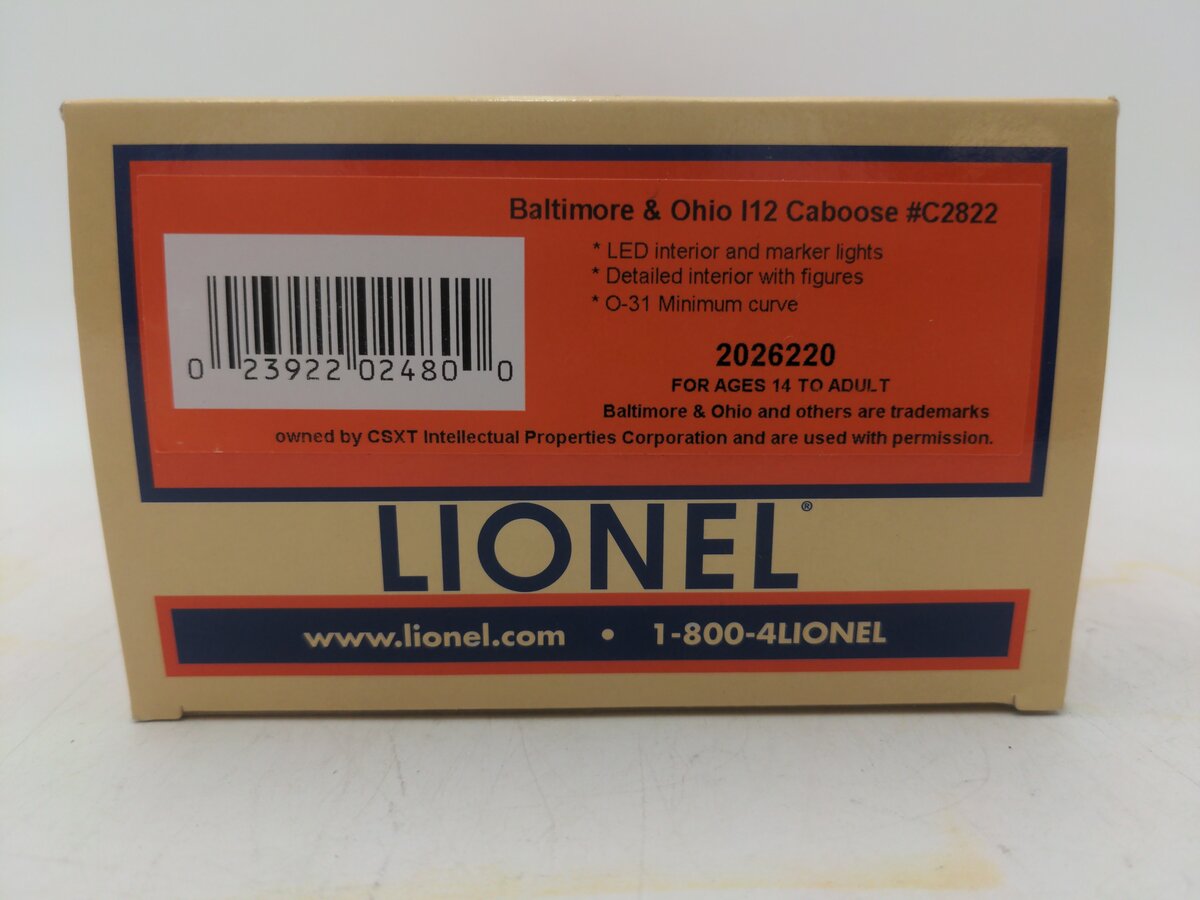 Baltimore & Ohio I12 Caboose #C2822
* LED interior and marker lights
* Detailed interior with figures
* O-31 Minimum curve
0 23922 02480 0
2026220
FOR AGES 14 TO ADULT
Baltimore & Ohio and others are trademarks
owned by CSXT Intellectual Properties Corporation and are used with permission.
LIONEL®
www.lionel.com • 1-800-4LIONEL